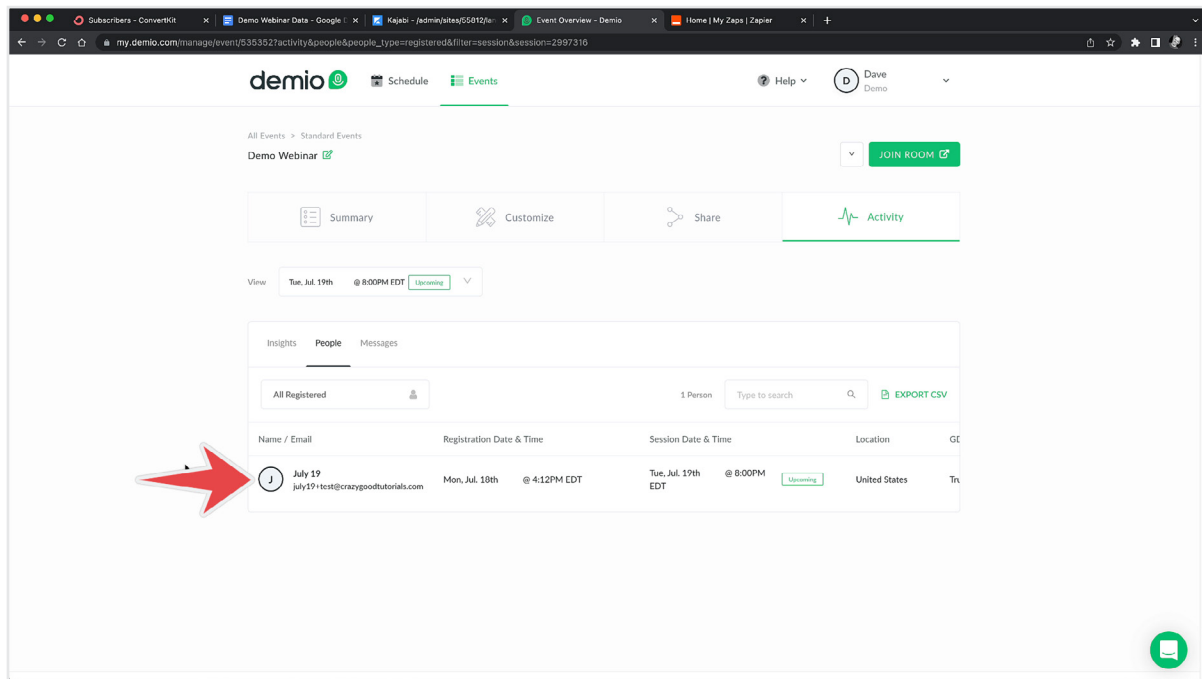 Subscribers - ConvertKit
Demo Webinar Data - Google D
Kajabi - /admin/sites/55812/lan
Event Overview - Demio
Home | My Zaps | Zapier
my.demio.com/manage/event/535352?activity&people&people_type=registered&filter=session&session=2997316
demio
Schedule
Events
Help
D
Dave
Demo
All Events > Standard Events
Demo Webinar
JOIN ROOM
Summary
Customize
Share
Activity
View
Tue, Jul. 19th @ 8:00PM EDT Upcoming
Insights People Messages
All Registered
1 Person
Type to search
EXPORT CSV
Name / Email
Registration Date & Time
Session Date & Time
Location
GD
J
July 19
july19+test@crazygoodtutorials.com
Mon, Jul. 18th @ 4:12PM EDT
Tue, Jul. 19th @ 8:00PM
EDT
Upcoming
United States
Tru